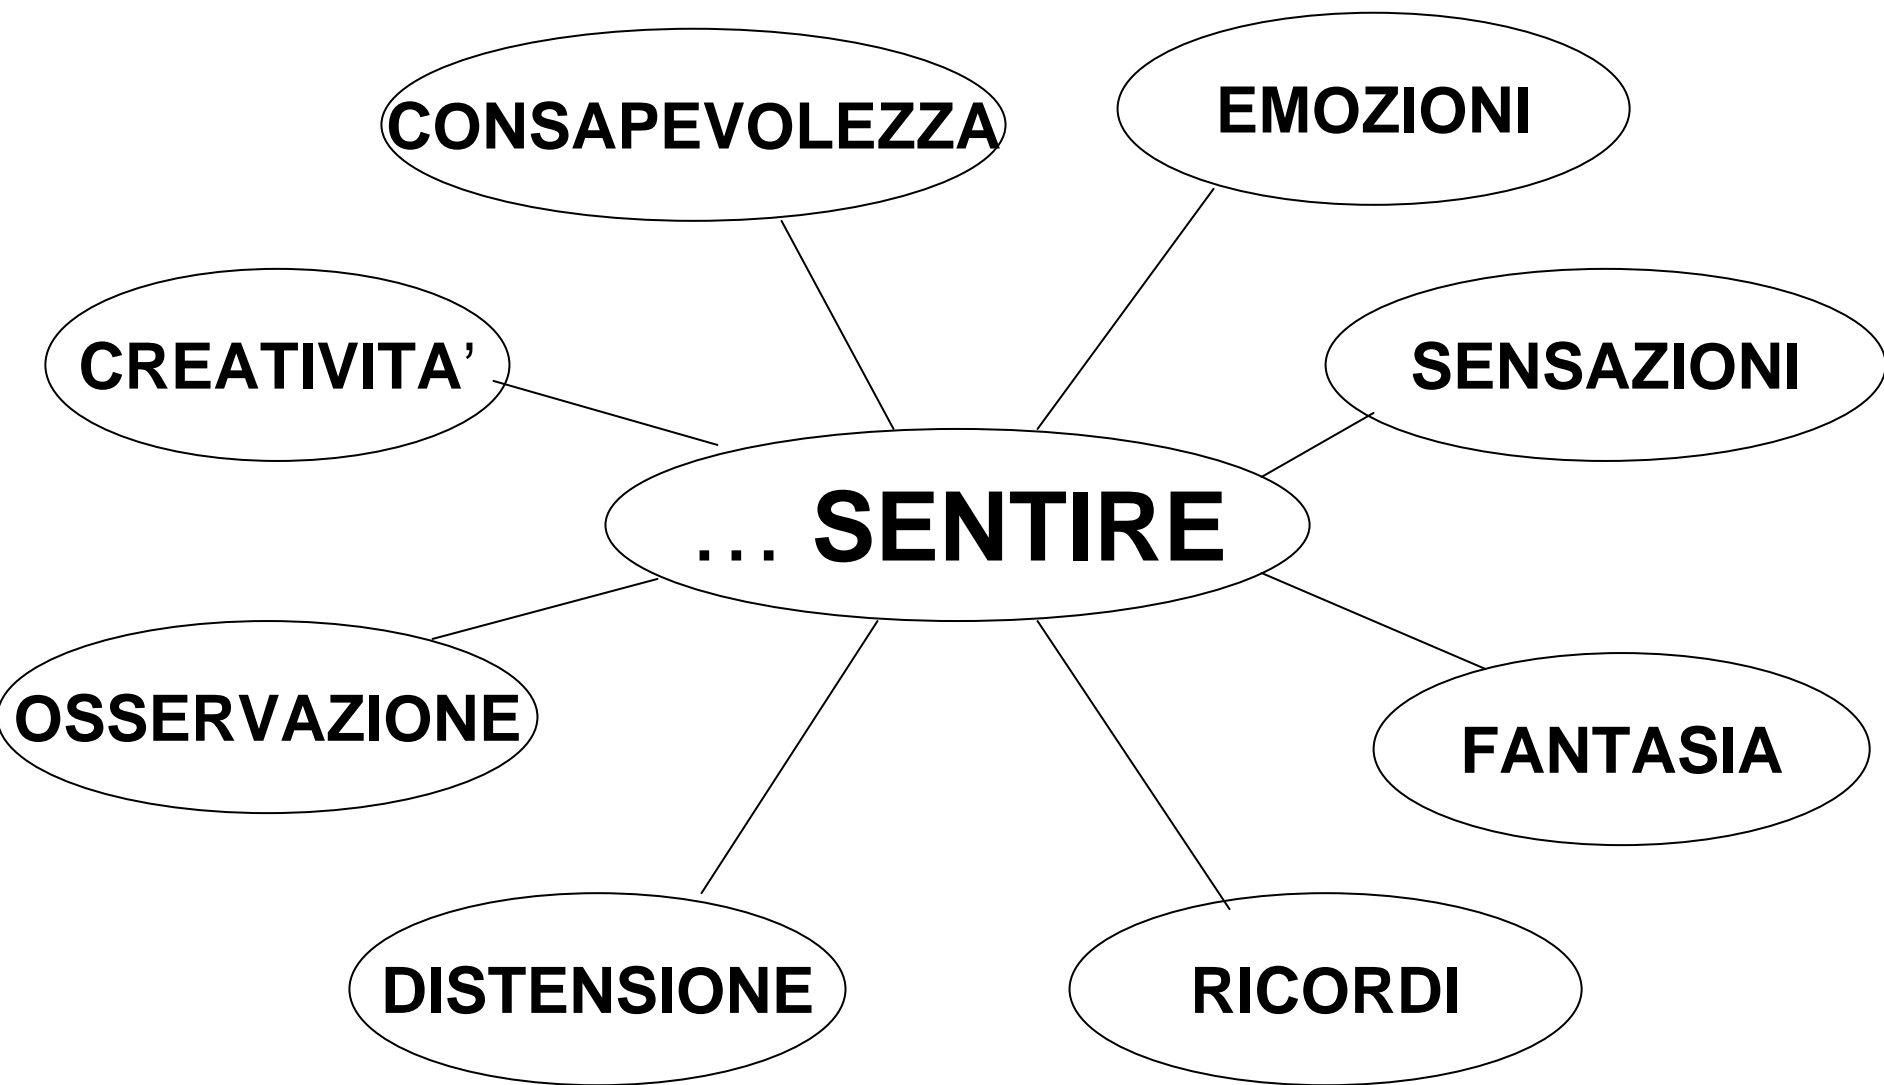 CONSAPEVOLEZZA
EMOZIONI
CREATIVITA’
SENSAZIONI
… SENTIRE
OSSERVAZIONE
FANTASIA
DISTENSIONE
RICORDI